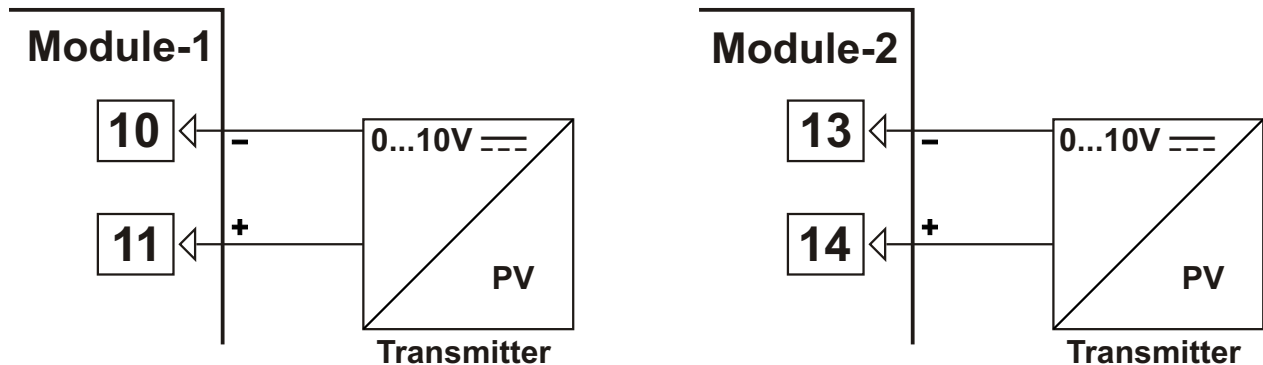 Module-1
10
-
0...10V
11
+
PV
Transmitter
Module-2
13
-
0...10V
14
+
PV
Transmitter